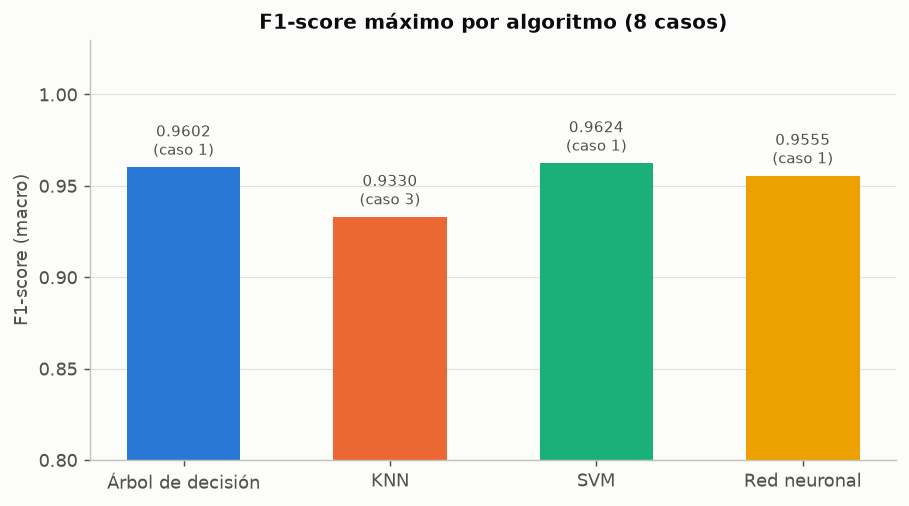 F1-score máximo por algoritmo (8 casos)
F1-score (macro)
1.00
0.95
0.90
0.85
0.80
0.9602
(caso 1)
0.9330
(caso 3)
0.9624
(caso 1)
0.9555
(caso 1)
Árbol de decisión
KNN
SVM
Red neuronal